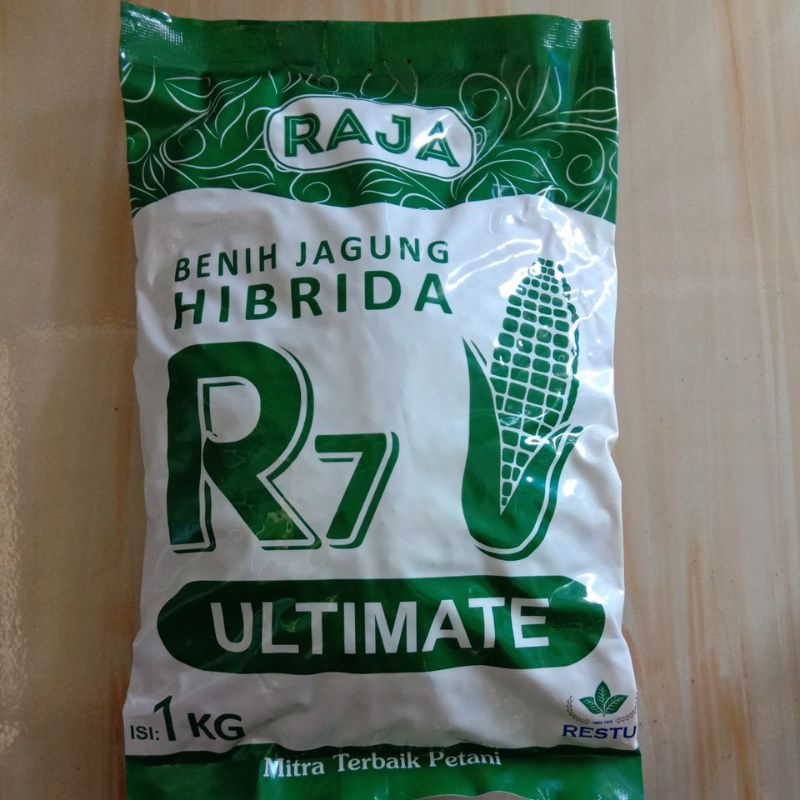 RAJA
BENIH JAGUNG
HIBRIDA
R7
ULTIMATE
ISI: 1 KG
RESTU
Mitra Terbaik Petani